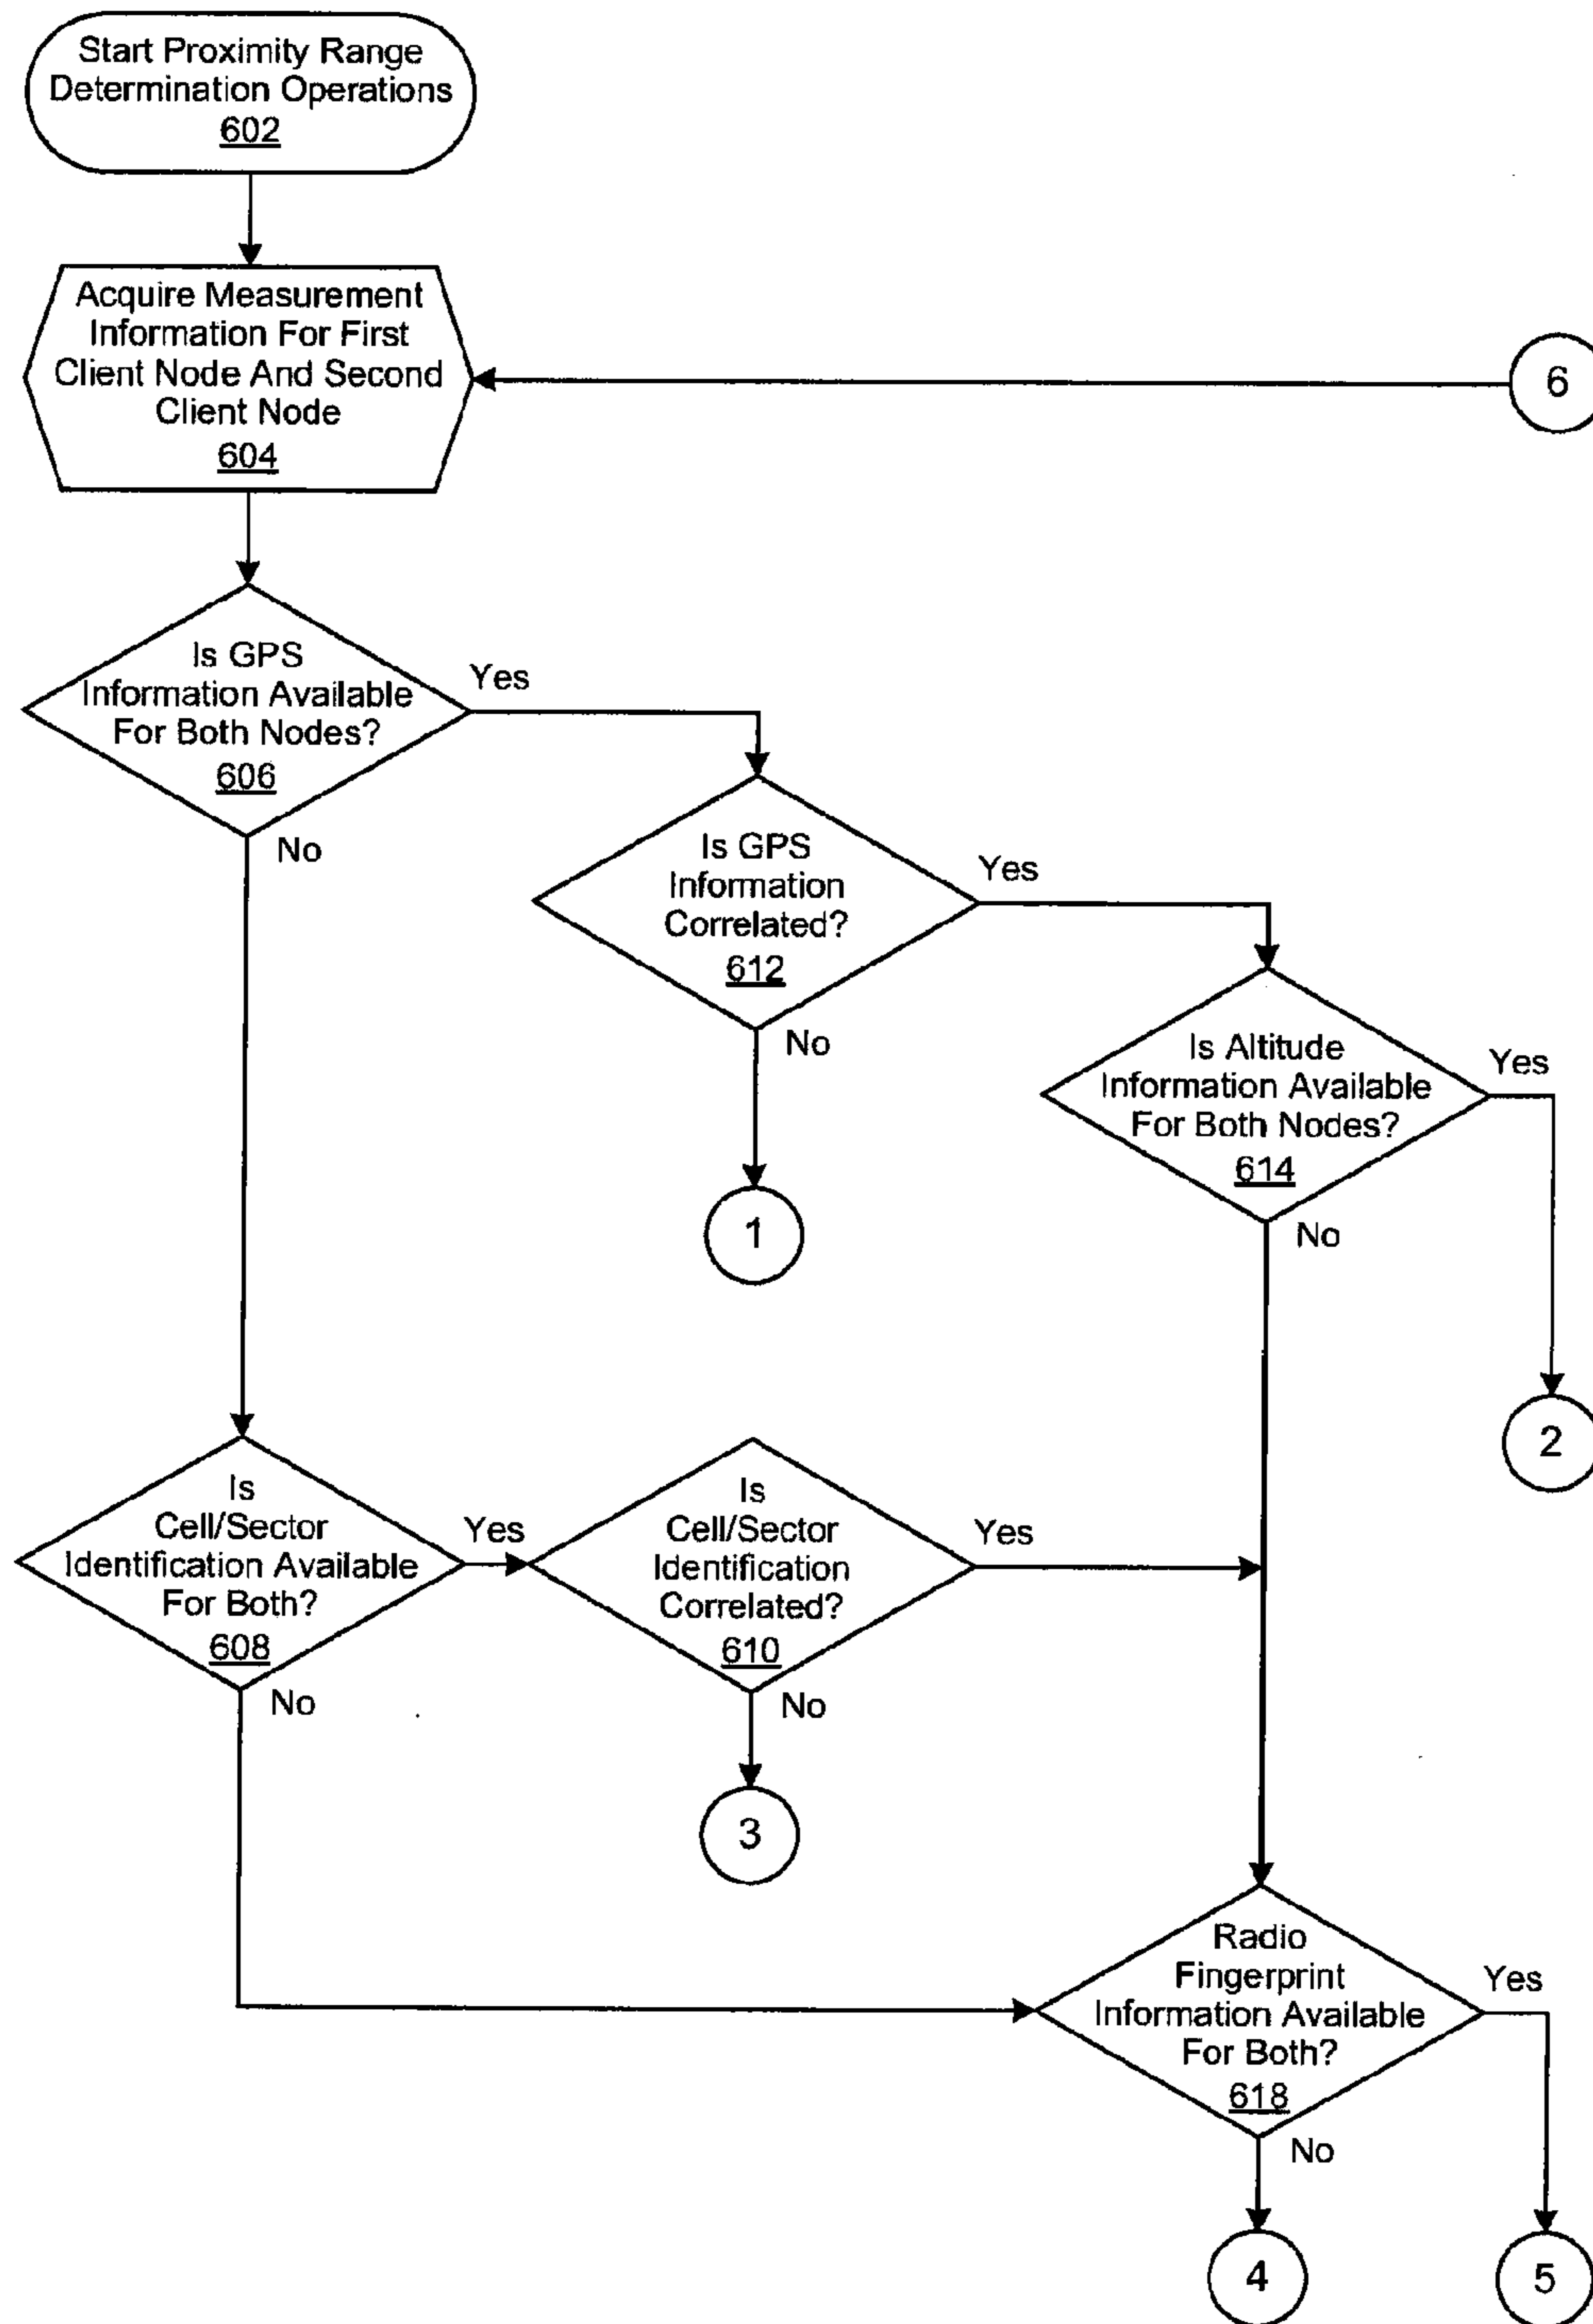 Start Proximity Range
Determination Operations
602
Acquire Measurement
Information For First
Client Node And Second
Client Node
604
6
Is GPS
Information Available
For Both Nodes?
606
Yes
No
Is GPS
Information
Correlated?
612
Yes
No
1
Is Altitude
Information Available
For Both Nodes?
614
Yes
No
2
Is
Cell/Sector
Identification Available
For Both?
608
Yes
No
Is
Cell/Sector
Identification
Correlated?
610
Yes
No
3
Radio
Fingerprint
Information Available
For Both?
618
Yes
No
4
5